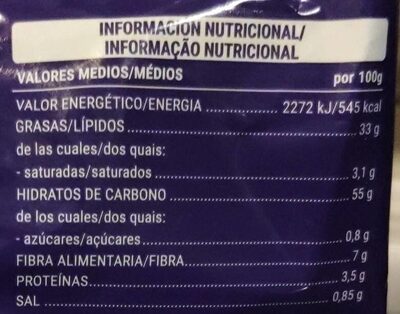 INFORMACIÓN NUTRICIONAL/
INFORMAÇÃO NUTRICIONAL
VALORES MEDIOS/MÉDIOS por 100g
VALOR ENERGÉTICO/ENERGIA ................ 2272 kJ/545 kcal
GRASAS/LÍPIDOS ................ 33 g
de las cuales/dos quais:
- saturadas/saturados ................ 3,1 g
HIDRATOS DE CARBONO ................ 55 g
de los cuales/dos quais:
- azúcares/açúcares ................ 0,8 g
FIBRA ALIMENTARIA/FIBRA ................ 7 g
PROTEÍNAS ................ 3,5 g
SAL ................ 0,85 g